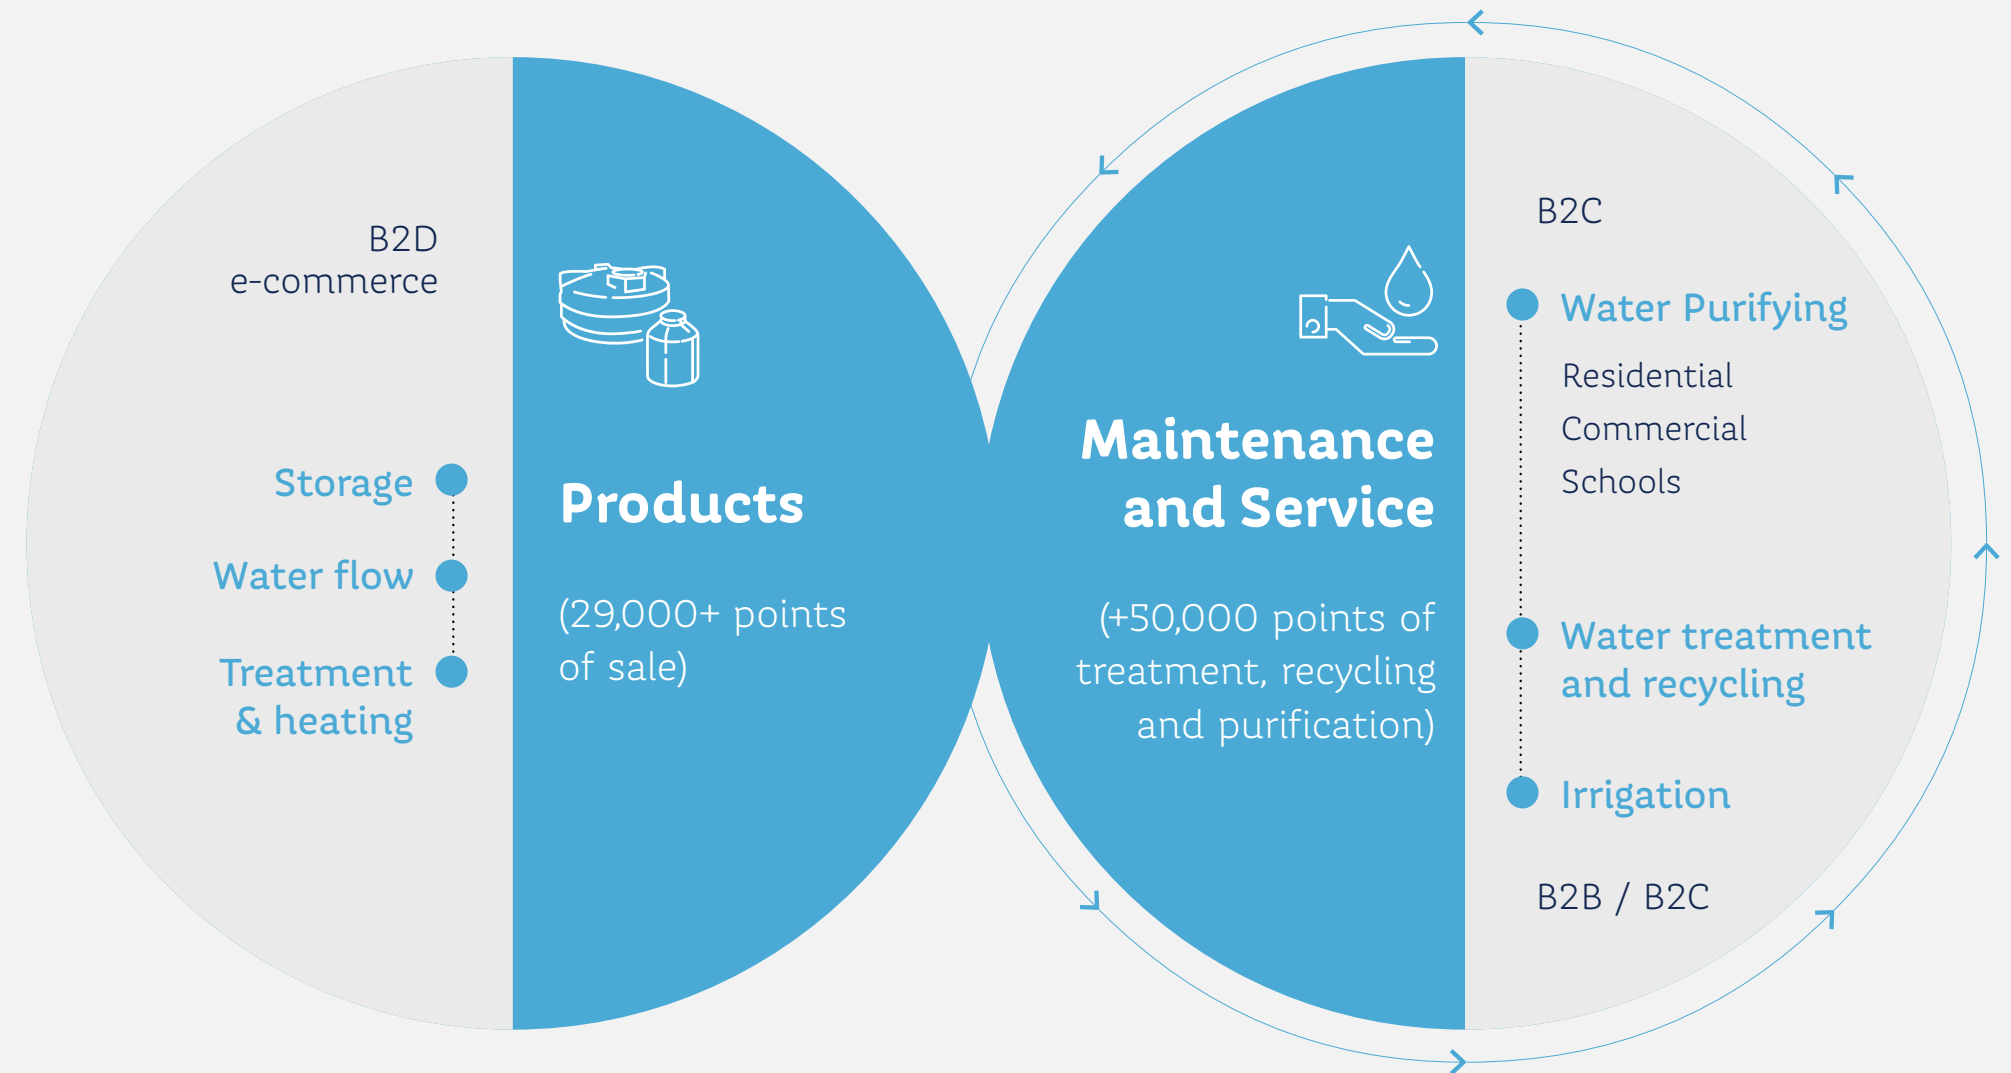 B2D
e-commerce
Storage
Water flow
Treatment
& heating
Products
(29,000+ points
of sale)
Maintenance
and Service
(+50,000 points of
treatment, recycling
and purification)
B2C
Water Purifying
Residential
Commercial
Schools
Water treatment
and recycling
Irrigation
B2B / B2C